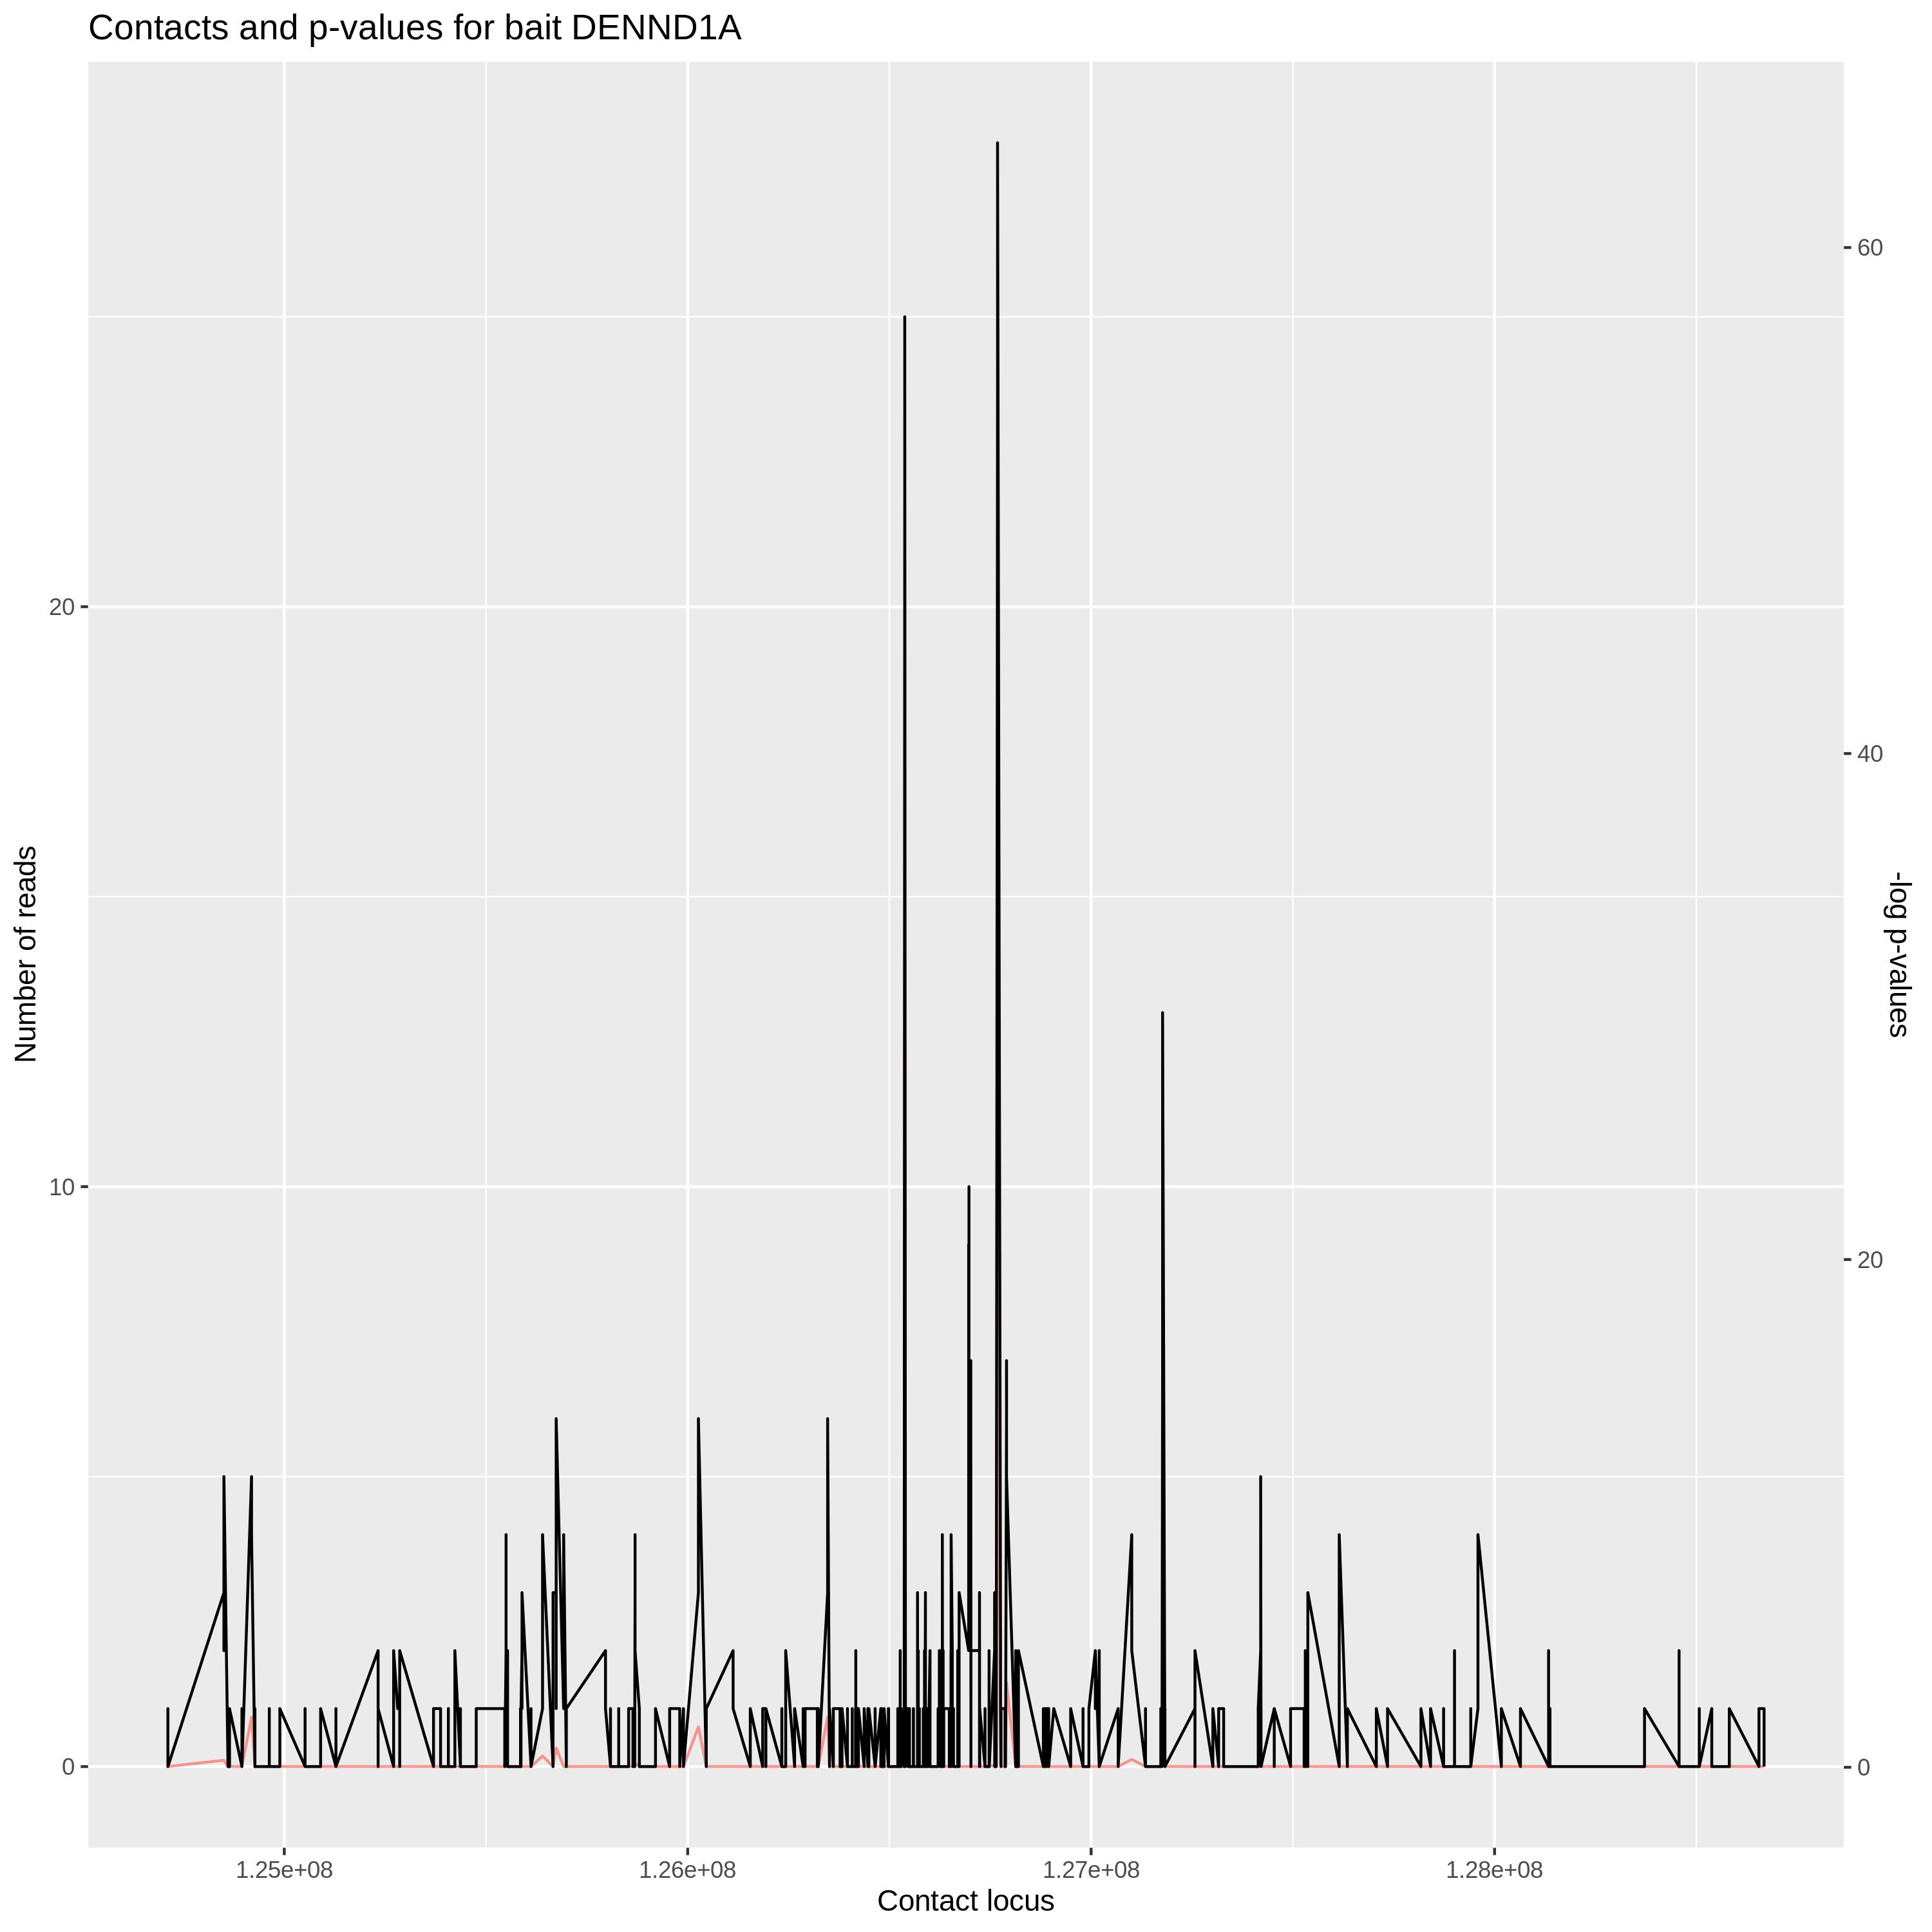 Contacts and p-values for bait DENND1A
Number of reads
20
10
0
60
40
20
0
-log p-values
1.25e+08
1.26e+08
1.27e+08
1.28e+08
Contact locus